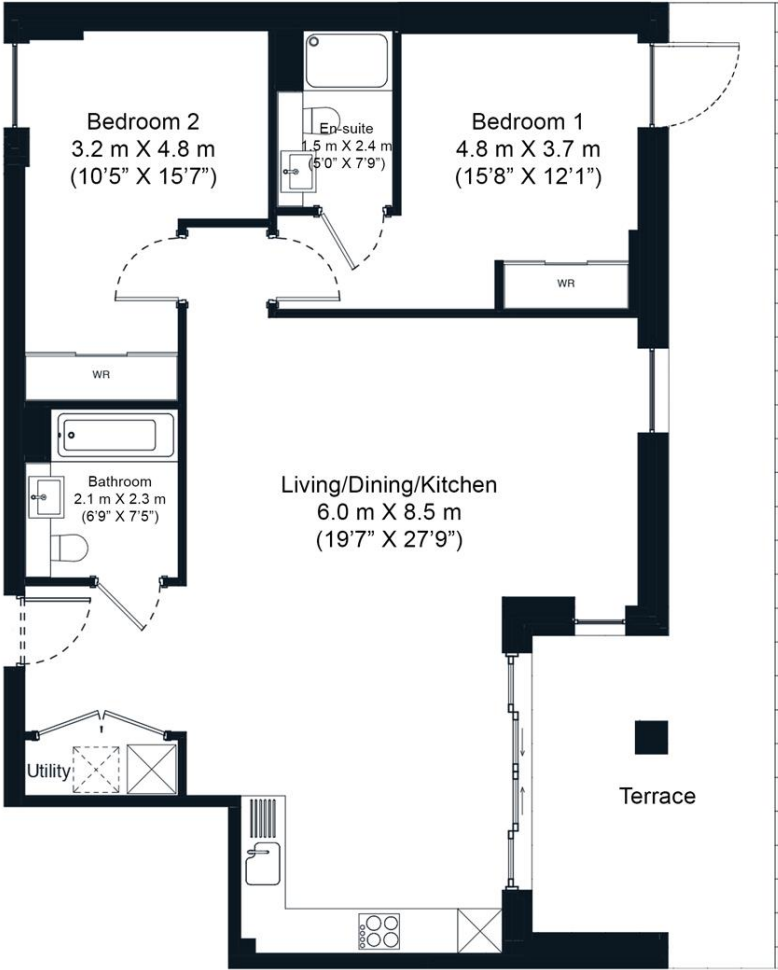 Bedroom 2
3.2 m X 4.8 m
(10'5” X 15'7”)
En-suite
1.5 m X 2.4 m
(5'0” X 7'9”)
Bedroom 1
4.8 m X 3.7 m
(15'8” X 12'1”)
WR
WR
Bathroom
2.1 m X 2.3 m
(6'9” X 7'5”)
Living/Dining/Kitchen
6.0 m X 8.5 m
(19'7” X 27'9”)
Utility
Terrace